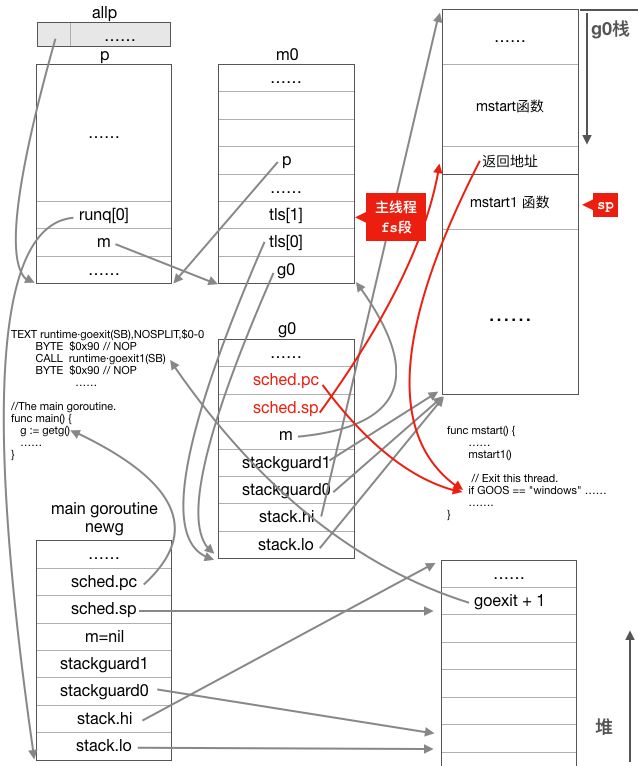 allp
……
p
……
runq[0]
m
……
m0
……
p
……
tls[1]
tls[0]
g0
主线程
fs段
……
g0栈
mstart函数
返回地址
mstart1 函数
sp
……
TEXT runtime·goexit(SB),NOSPLIT,$0-0
BYTE $0x90 // NOP
CALL runtime·goexit1(SB)
BYTE $0x90 // NOP
……
//The main goroutine.
func main() {
g := getg()
……
}
g0
……
sched.pc
sched.sp
m
stackguard1
stackguard0
stack.hi
stack.lo
func mstart() {
……
mstart1()
// Exit this thread.
if GOOS == "windows" ……
…….
}
main goroutine
newg
……
sched.pc
sched.sp
m=nil
stackguard1
stackguard0
stack.hi
stack.lo
……
goexit + 1
堆